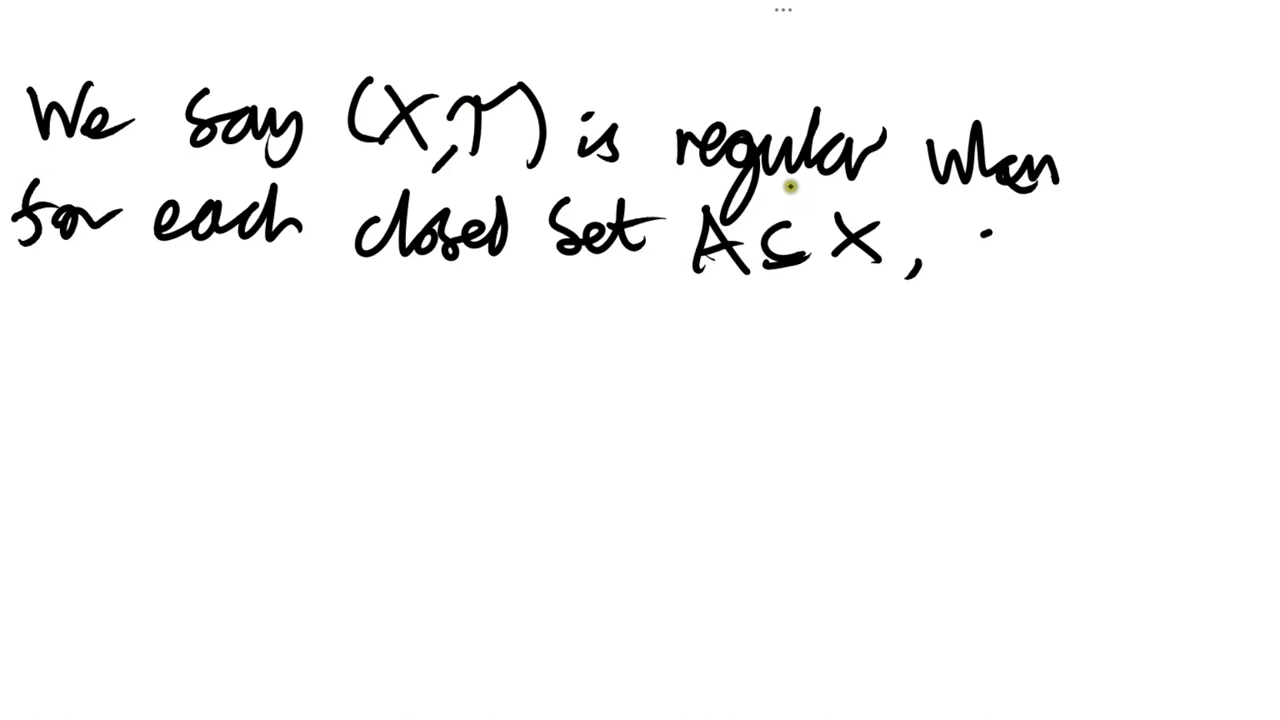 We say (X,T) is regular when
for each closed set A ⊆ X,